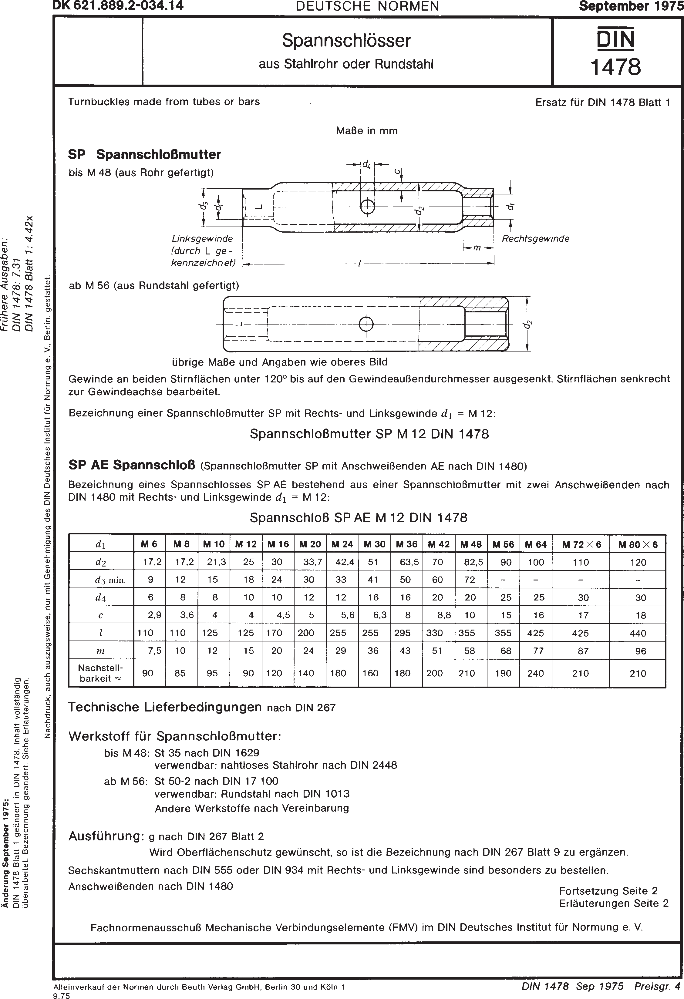 DK 621.889.2-034.14 DEUTSCHE NORMEN September 1975
Spannschlösser
aus Stahlrohr oder Rundstahl
DIN
1478
Turnbuckles made from tubes or bars
Ersatz für DIN 1478 Blatt 1
Maße in mm
SP Spannschloßmutter
bis M 48 (aus Rohr gefertigt)
d4
c
d3
d1
L
d2
d1
Linksgewinde
(durch L ge-
kennzeichnet)
Rechtsgewinde
m
l
ab M 56 (aus Rundstahl gefertigt)
L
d2
übrige Maße und Angaben wie oberes Bild
Gewinde an beiden Stirnflächen unter 120° bis auf den Gewindeaußendurchmesser ausgesenkt. Stirnflächen senkrecht
zur Gewindeachse bearbeitet.
Bezeichnung einer Spannschloßmutter SP mit Rechts- und Linksgewinde d1 = M 12:
Spannschloßmutter SP M 12 DIN 1478
SP AE Spannschloß (Spannschloßmutter SP mit Anschweißenden AE nach DIN 1480)
Bezeichnung eines Spannschlosses SP AE bestehend aus einer Spannschloßmutter mit zwei Anschweißenden nach
DIN 1480 mit Rechts- und Linksgewinde d1 = M 12:
Spannschloß SP AE M 12 DIN 1478
d1 M 6 M 8 M 10 M 12 M 16 M 20 M 24 M 30 M 36 M 42 M 48 M 56 M 64 M 72 × 6 M 80 × 6
d2 17,2 17,2 21,3 25 30 33,7 42,4 51 63,5 70 82,5 90 100 110 120
d3 min. 9 12 15 18 24 30 33 41 50 60 72 – – – –
d4 6 8 8 10 10 12 12 16 16 20 20 25 25 30 30
c 2,9 3,6 4 4 4,5 5 5,6 6,3 8 8,8 10 15 16 17 18
l 110 110 125 125 170 200 255 255 295 330 355 355 425 425 440
m 7,5 10 12 15 20 24 29 36 43 51 58 68 77 87 96
Nachstell-
barkeit ≈ 90 85 95 90 120 140 180 160 180 200 210 190 240 210 210
Technische Lieferbedingungen nach DIN 267
Werkstoff für Spannschloßmutter:
bis M 48: St 35 nach DIN 1629
verwendbar: nahtloses Stahlrohr nach DIN 2448
ab M 56: St 50-2 nach DIN 17 100
verwendbar: Rundstahl nach DIN 1013
Andere Werkstoffe nach Vereinbarung
Ausführung: g nach DIN 267 Blatt 2
Wird Oberflächenschutz gewünscht, so ist die Bezeichnung nach DIN 267 Blatt 9 zu ergänzen.
Sechskantmuttern nach DIN 555 oder DIN 934 mit Rechts- und Linksgewinde sind besonders zu bestellen.
Anschweißenden nach DIN 1480
Fortsetzung Seite 2
Erläuterungen Seite 2
Fachnormenausschuß Mechanische Verbindungselemente (FMV) im DIN Deutsches Institut für Normung e. V.
Alleinverkauf der Normen durch Beuth Verlag GmbH, Berlin 30 und Köln 1
9.75
DIN 1478 Sep 1975 Preisgr. 4
Frühere Ausgaben:
DIN 1478: 7.31
DIN 1478 Blatt 1: 4.42x
Nachdruck, auch auszugsweise, nur mit Genehmigung des DIN Deutsches Institut für Normung e. V., Berlin, gestattet.
Änderung September 1975:
DIN 1478 Blatt 1 geändert in DIN 1478. Inhalt vollständig
überarbeitet. Bezeichnung geändert. Siehe Erläuterungen.